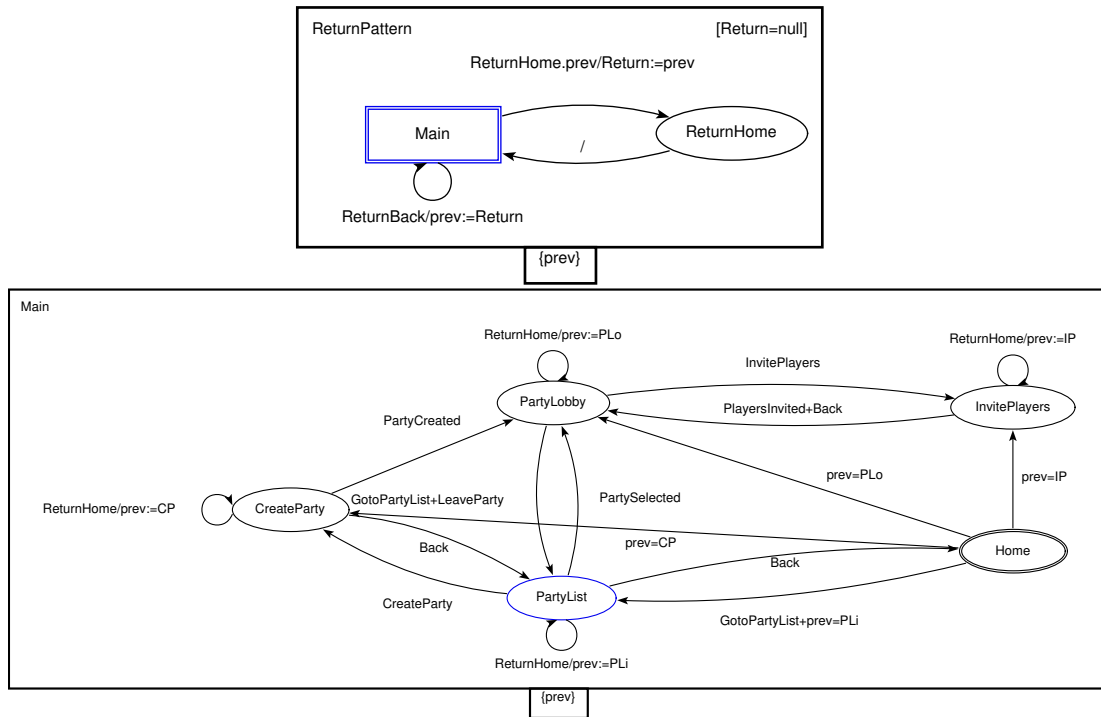 ReturnPattern
[Return=null]
ReturnHome.prev/Return:=prev
Main
ReturnHome
/
ReturnBack/prev:=Return
{prev}
Main
ReturnHome/prev:=PLo
ReturnHome/prev:=IP
InvitePlayers
PartyLobby
PlayersInvited+Back
InvitePlayers
PartyCreated
prev=PLo
prev=IP
GotoPartyList+LeaveParty
PartySelected
ReturnHome/prev:=CP
CreateParty
prev=CP
Back
Home
Back
CreateParty
PartyList
GotoPartyList+prev=PLi
ReturnHome/prev:=PLi
{prev}